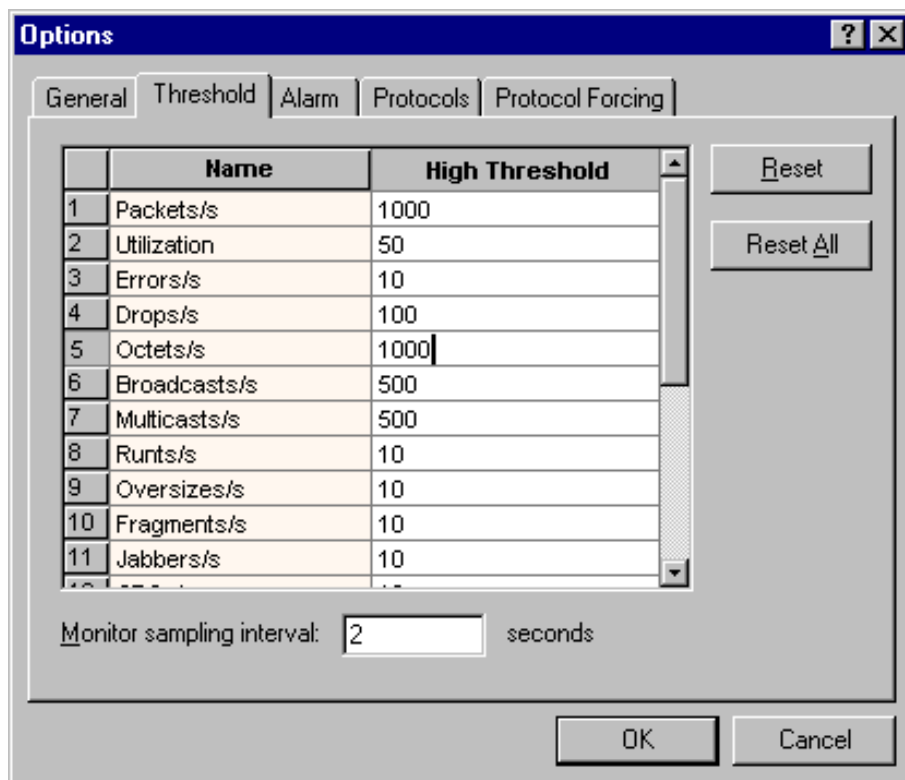 Options
General Threshold Alarm Protocols Protocol Forcing
Name High Threshold
1 Packets/s 1000
2 Utilization 50
3 Errors/s 10
4 Drops/s 100
5 Octets/s 1000
6 Broadcasts/s 500
7 Multicasts/s 500
8 Runts/s 10
9 Oversizes/s 10
10 Fragments/s 10
11 Jabbers/s 10
Reset
Reset All
Monitor sampling interval: 2 seconds
OK Cancel